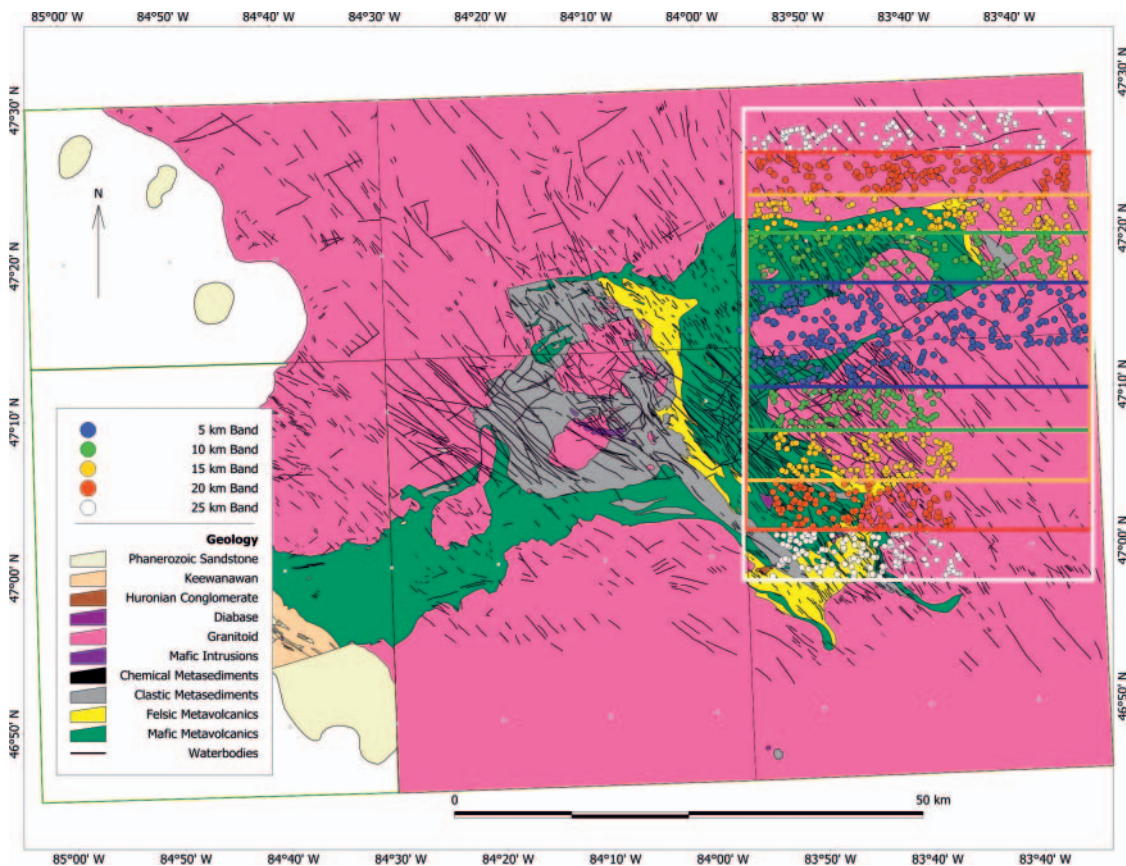 85°00' W 84°50' W 84°40' W 84°30' W 84°20' W 84°10' W 84°00' W 83°50' W 83°40' W 83°40' W
47°30' N
47°30' N
N
47°20' N
47°20' N
47°10' N
47°10' N
47°00' N
47°00' N
46°50' N
46°50' N
5 km Band
10 km Band
15 km Band
20 km Band
25 km Band
Geology
Phanerozoic Sandstone
Keewanawan
Huronian Conglomerate
Diabase
Granitoid
Mafic Intrusions
Chemical Metasediments
Clastic Metasediments
Felsic Metavolcanics
Mafic Metavolcanics
Waterbodies
0 50 km
85°00' W 84°50' W 84°40' W 84°30' W 84°20' W 84°10' W 84°00' W 83°50' W 83°40' W